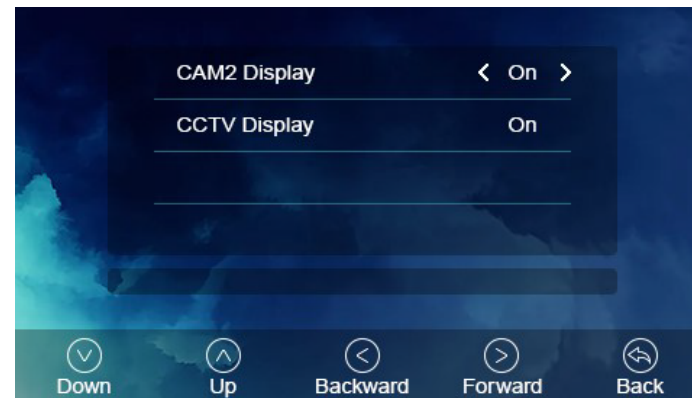 CAM2 Display < On >
CCTV Display On
Down Up Backward Forward Back